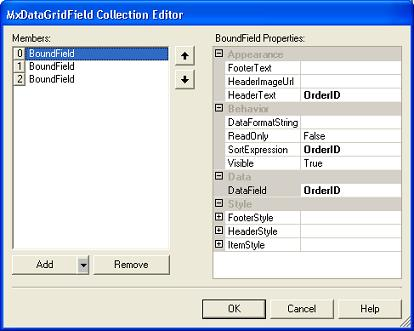 MxDataGridField Collection Editor
Members:
0 BoundField
1 BoundField
2 BoundField
Add
Remove
BoundField Properties:
Appearance
FooterText
HeaderImageUrl
HeaderText OrderID
Behavior
DataFormatString
ReadOnly False
SortExpression OrderID
Visible True
Data
DataField OrderID
Style
FooterStyle
HeaderStyle
ItemStyle
OK
Cancel
Help